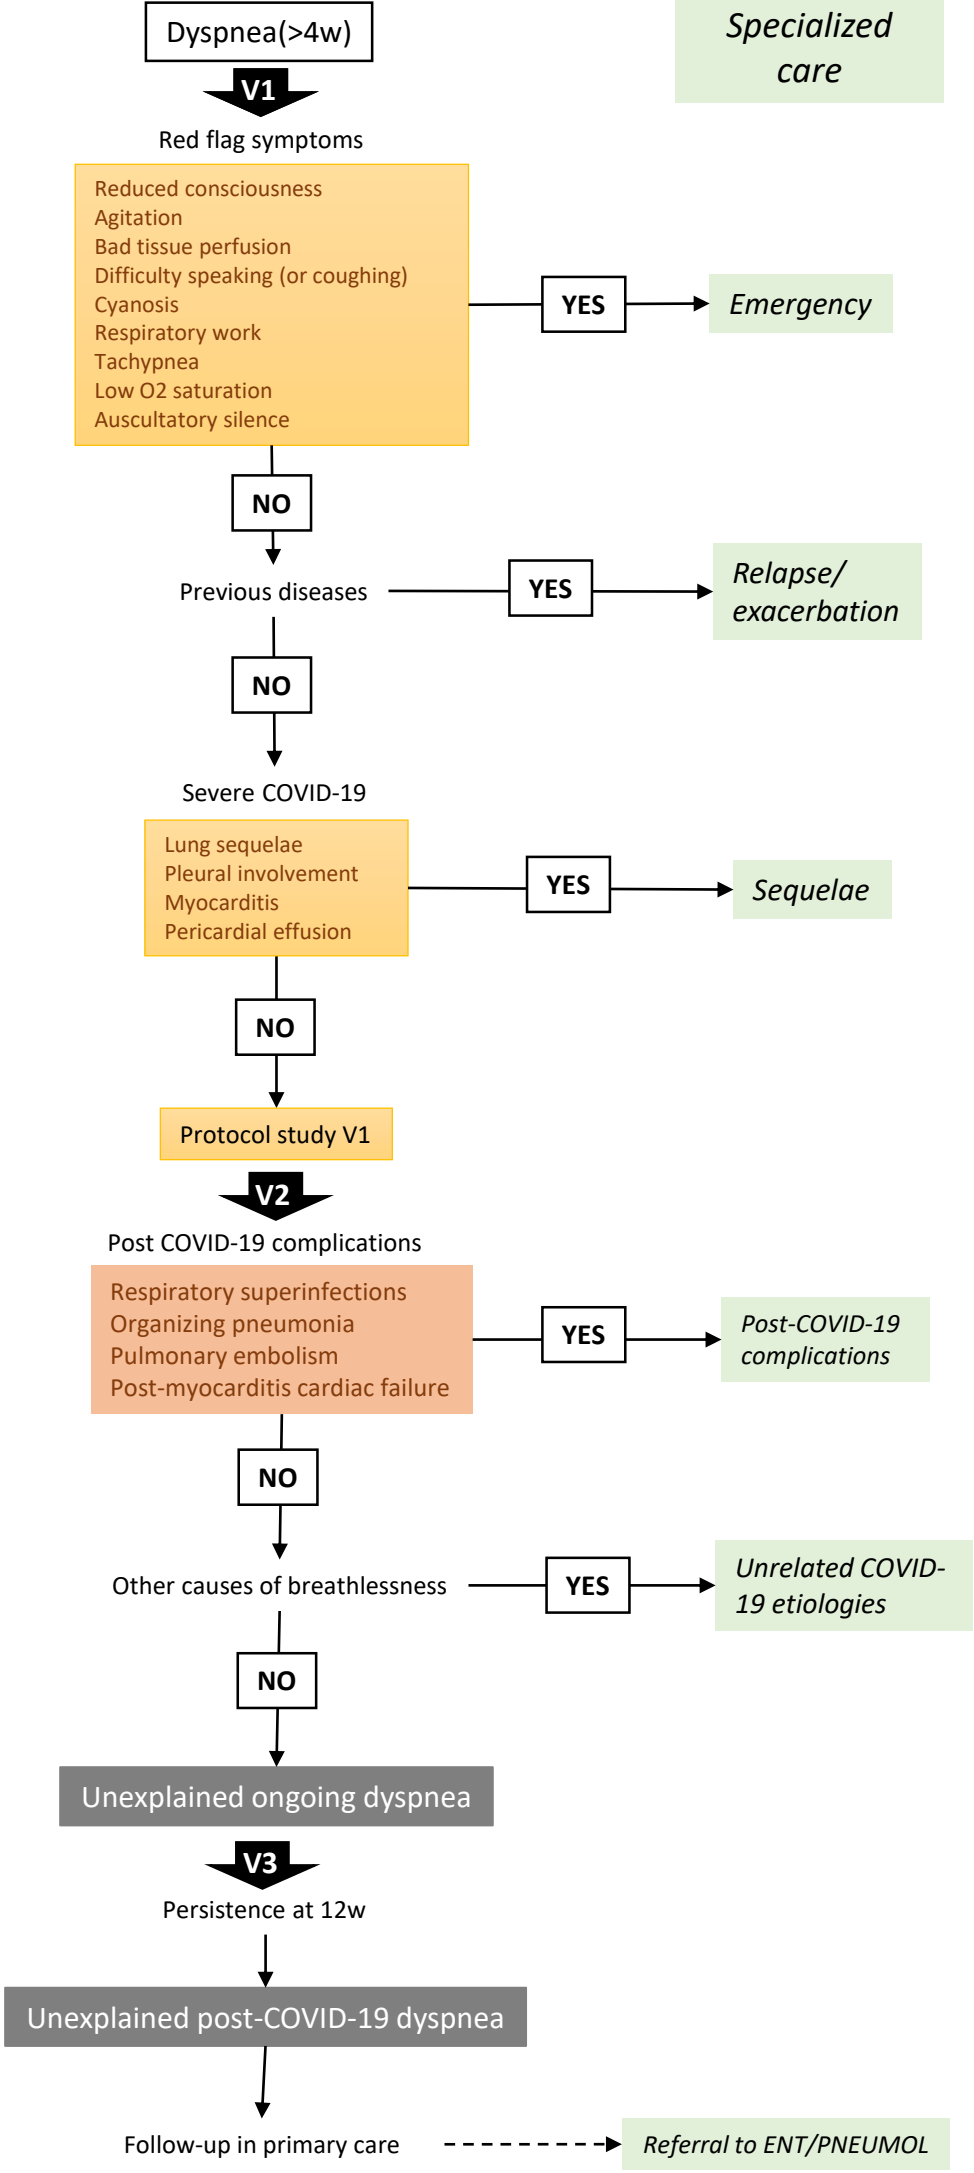 Dyspnea(>4w)
Specialized
care
V1
Red flag symptoms
Reduced consciousness
Agitation
Bad tissue perfusion
Difficulty speaking (or coughing)
Cyanosis
Respiratory work
Tachypnea
Low O2 saturation
Auscultatory silence
YES
Emergency
NO
Previous diseases
YES
Relapse/
exacerbation
NO
Severe COVID-19
Lung sequelae
Pleural involvement
Myocarditis
Pericardial effusion
YES
Sequelae
NO
Protocol study V1
V2
Post COVID-19 complications
Respiratory superinfections
Organizing pneumonia
Pulmonary embolism
Post-myocarditis cardiac failure
YES
Post-COVID-19
complications
NO
Other causes of breathlessness
YES
Unrelated COVID-
19 etiologies
NO
Unexplained ongoing dyspnea
V3
Persistence at 12w
Unexplained post-COVID-19 dyspnea
Follow-up in primary care
Referral to ENT/PNEUMOL